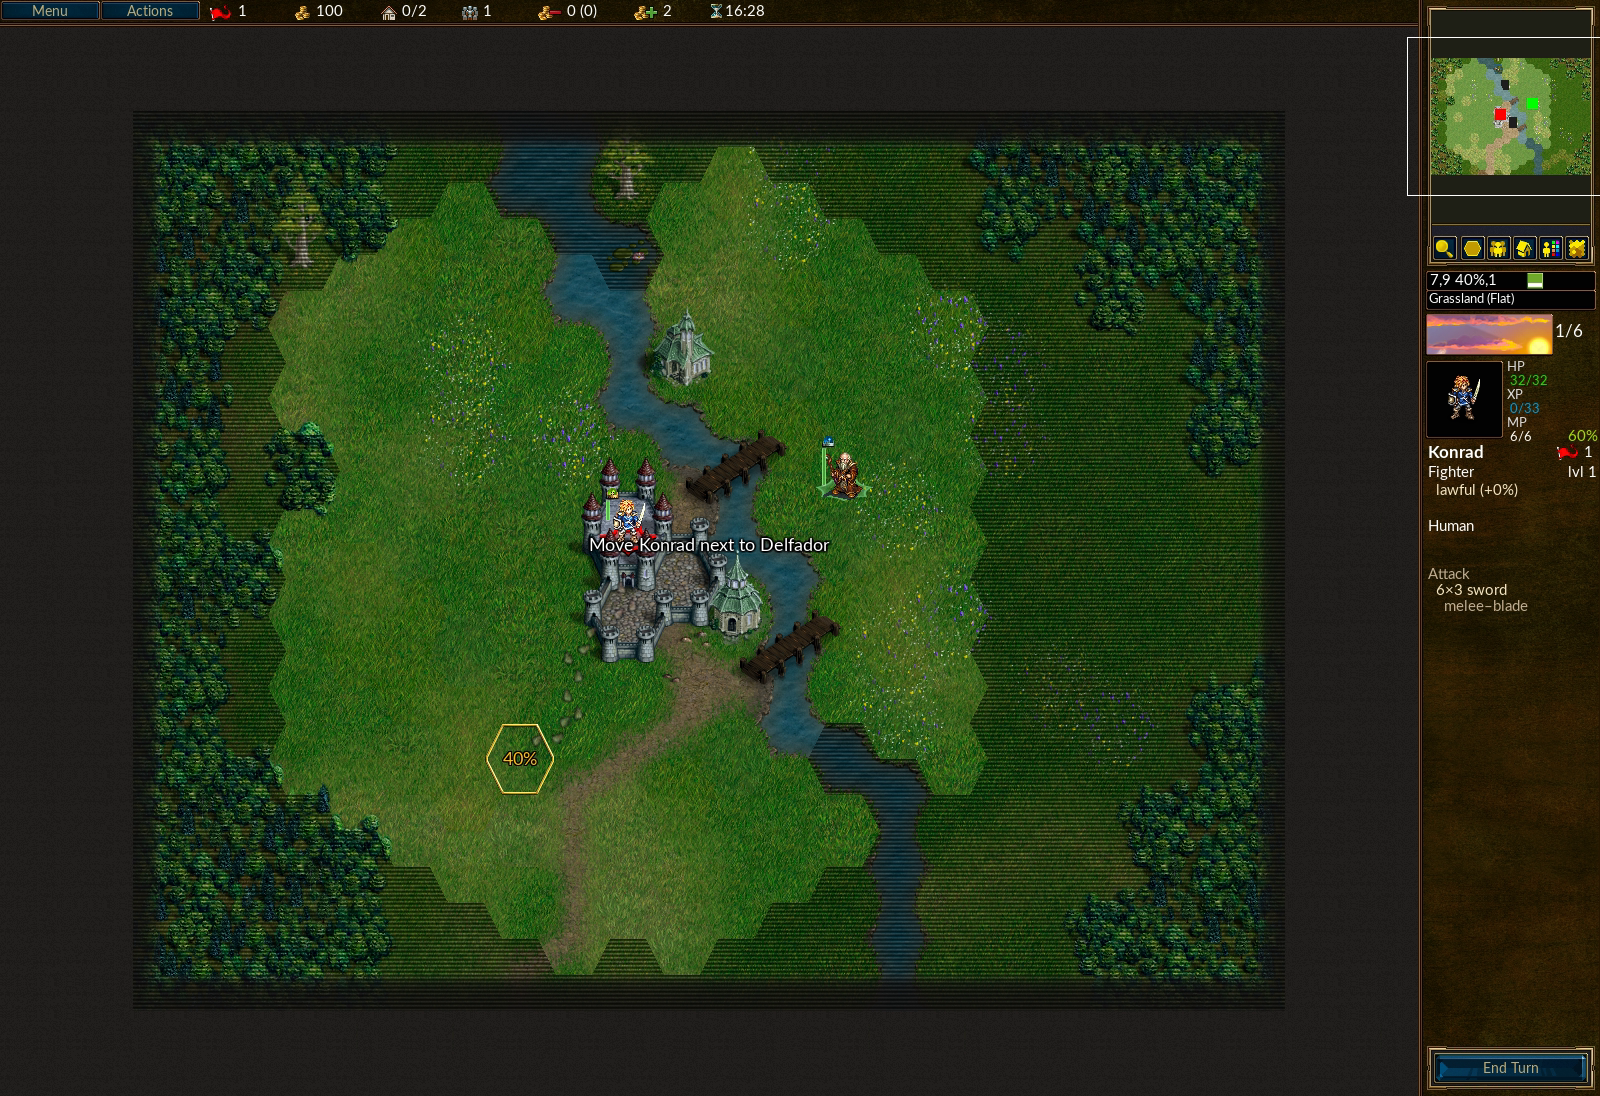 Menu Actions 1 100 0/2 1 0 (0) 2 16:28
7,9 40%,1
Grassland (Flat)
1/6
HP
32/32
XP
0/33
MP
6/6 60%
Konrad 1
Fighter lvl 1
lawful (+0%)
Human
Attack
6×3 sword
melee–blade
Move Konrad next to Delfador
40%
End Turn